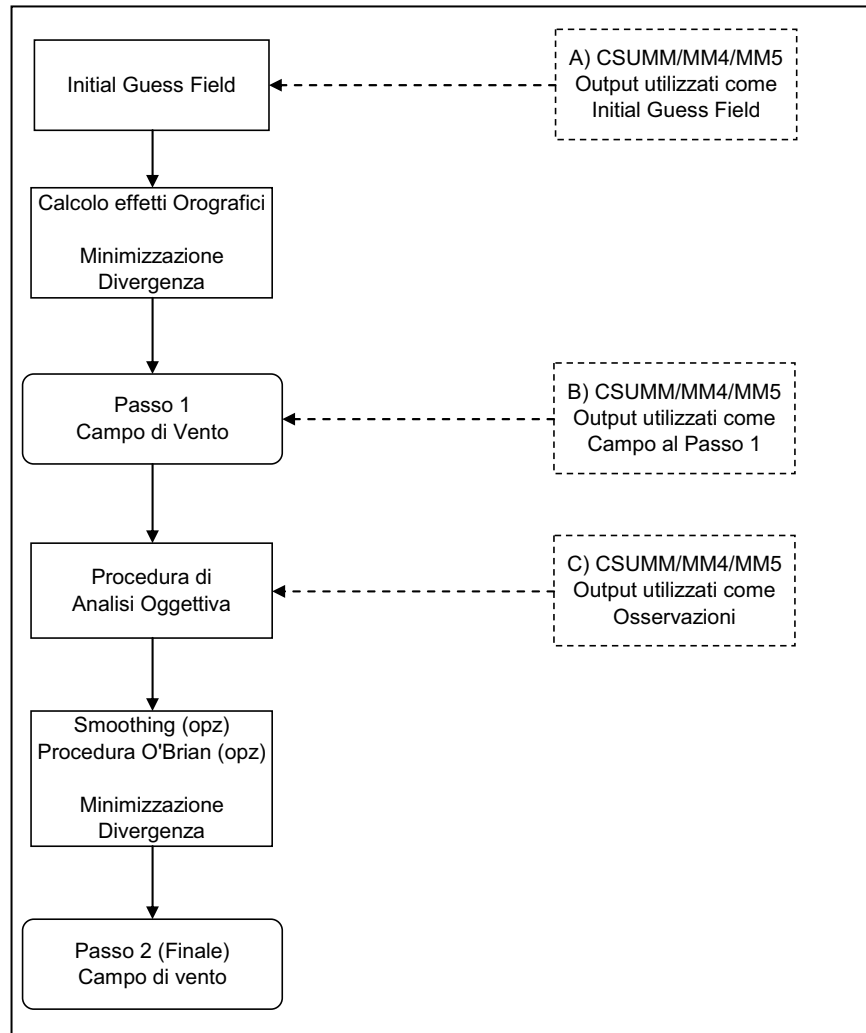 Initial Guess Field
A) CSUMM/MM4/MM5
Output utilizzati come
Initial Guess Field
Calcolo effetti Orografici
Minimizzazione
Divergenza
Passo 1
Campo di Vento
B) CSUMM/MM4/MM5
Output utilizzati come
Campo al Passo 1
Procedura di
Analisi Oggettiva
C) CSUMM/MM4/MM5
Output utilizzati come
Osservazioni
Smoothing (opz)
Procedura O'Brian (opz)
Minimizzazione
Divergenza
Passo 2 (Finale)
Campo di vento